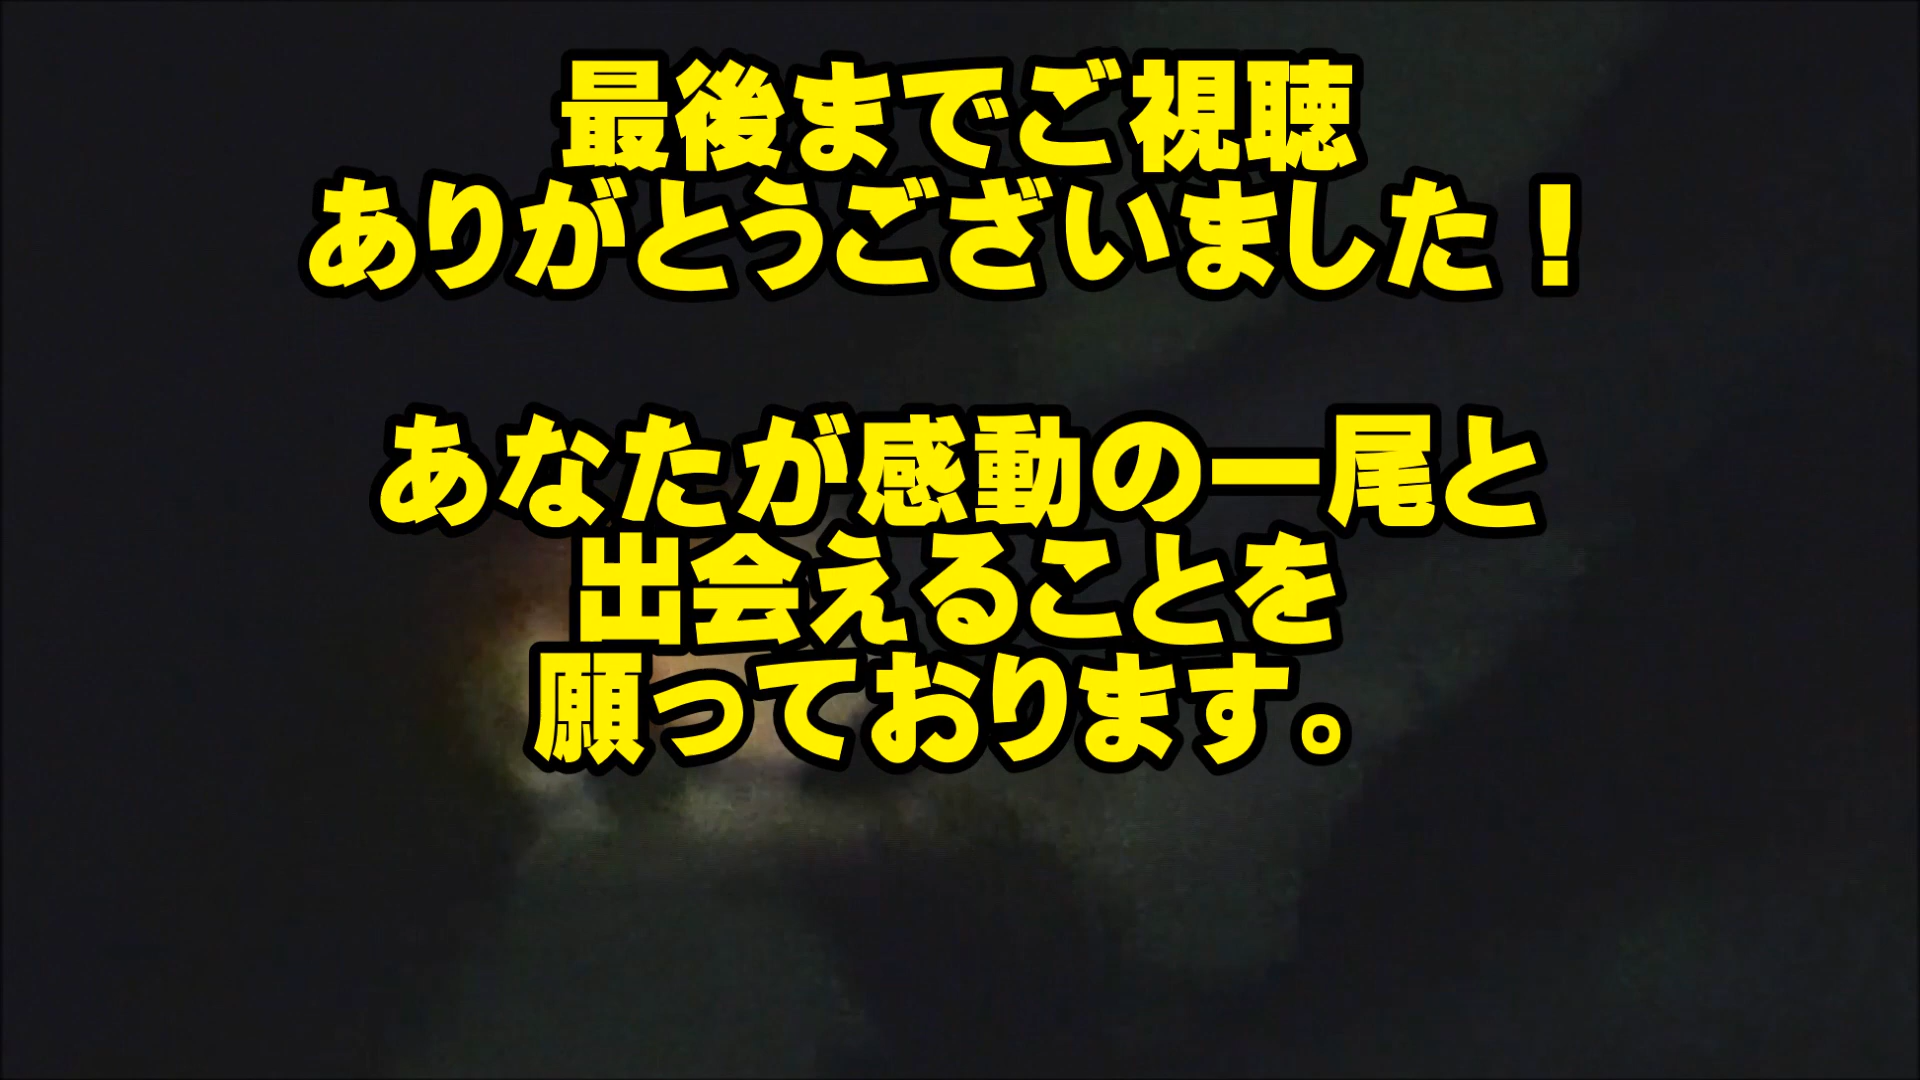 最後までご視聴
ありがとうございました！
あなたが感動の一尾と
出会えることを
願っております。